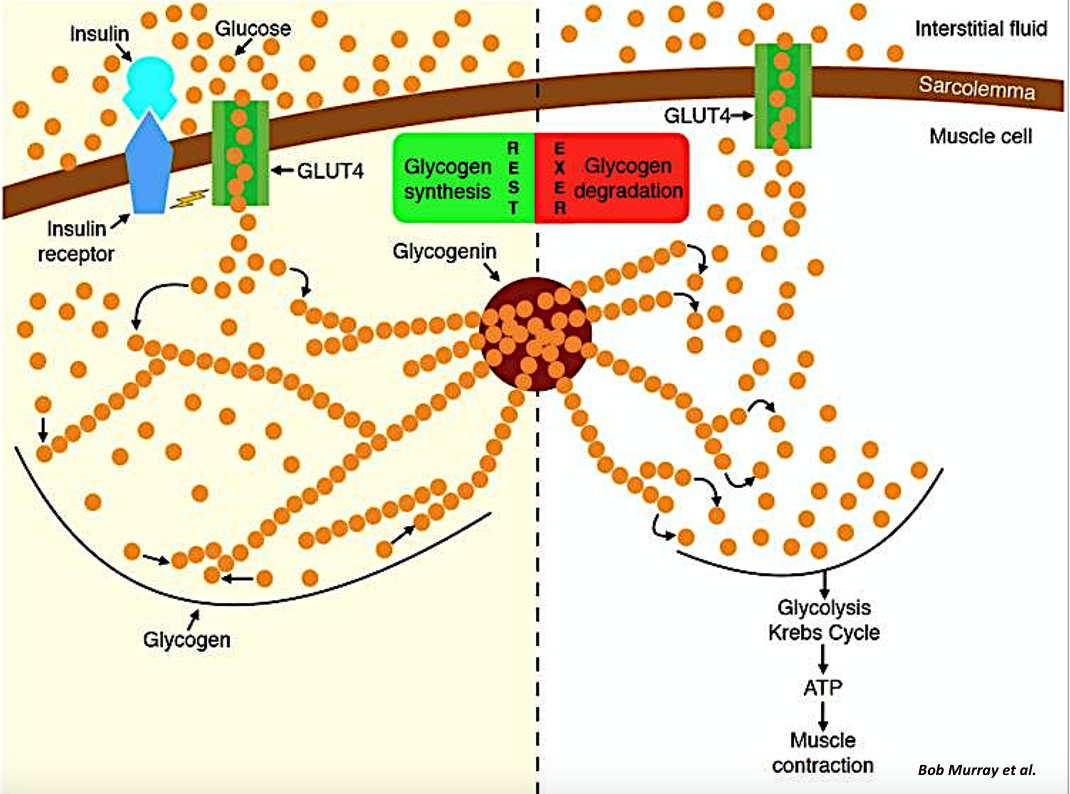 Insulin
Glucose
Interstitial fluid
Sarcolemma
GLUT4
Muscle cell
GLUT4
Glycogen
synthesis
R
E
S
T
E
X
E
R
Glycogen
degradation
Insulin
receptor
Glycogenin
Glycogen
Glycolysis
Krebs Cycle
ATP
Muscle
contraction
Bob Murray et al.